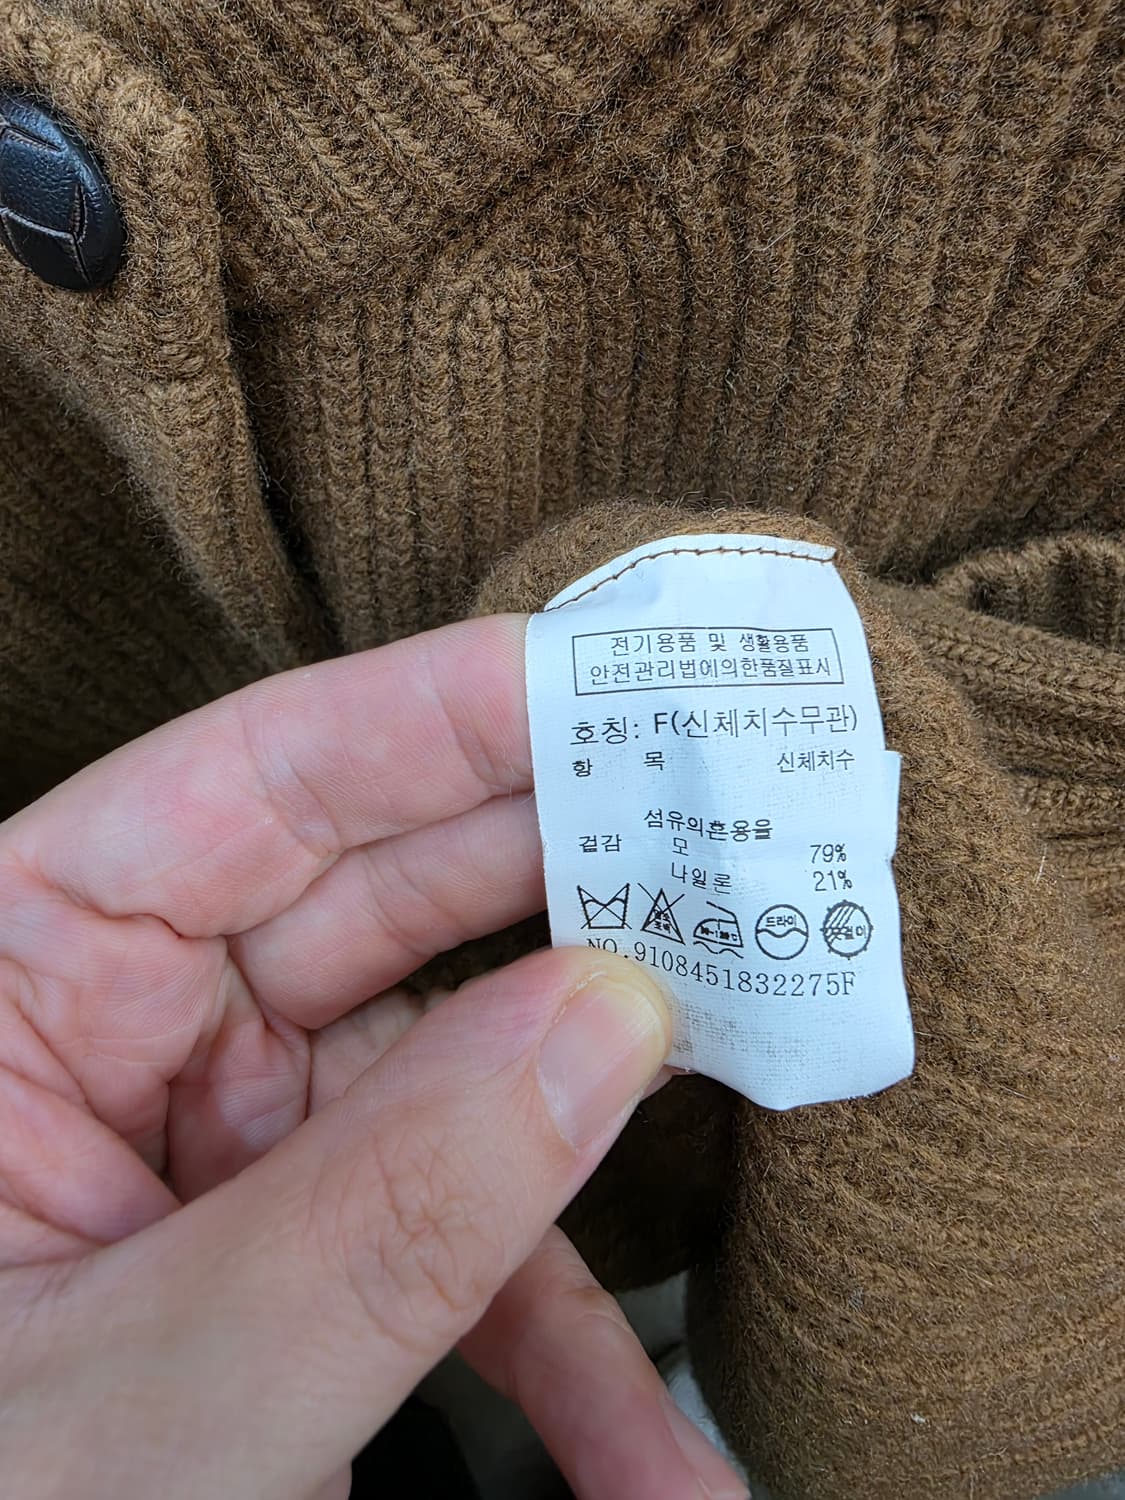 전기용품 및 생활용품
안전관리법에의한품질표시
호칭: F(신체치수무관)
항 목 신체치수
섬유의혼용율
겉감 모 79%
나일론 21%
드라이
NO.9108451832275F